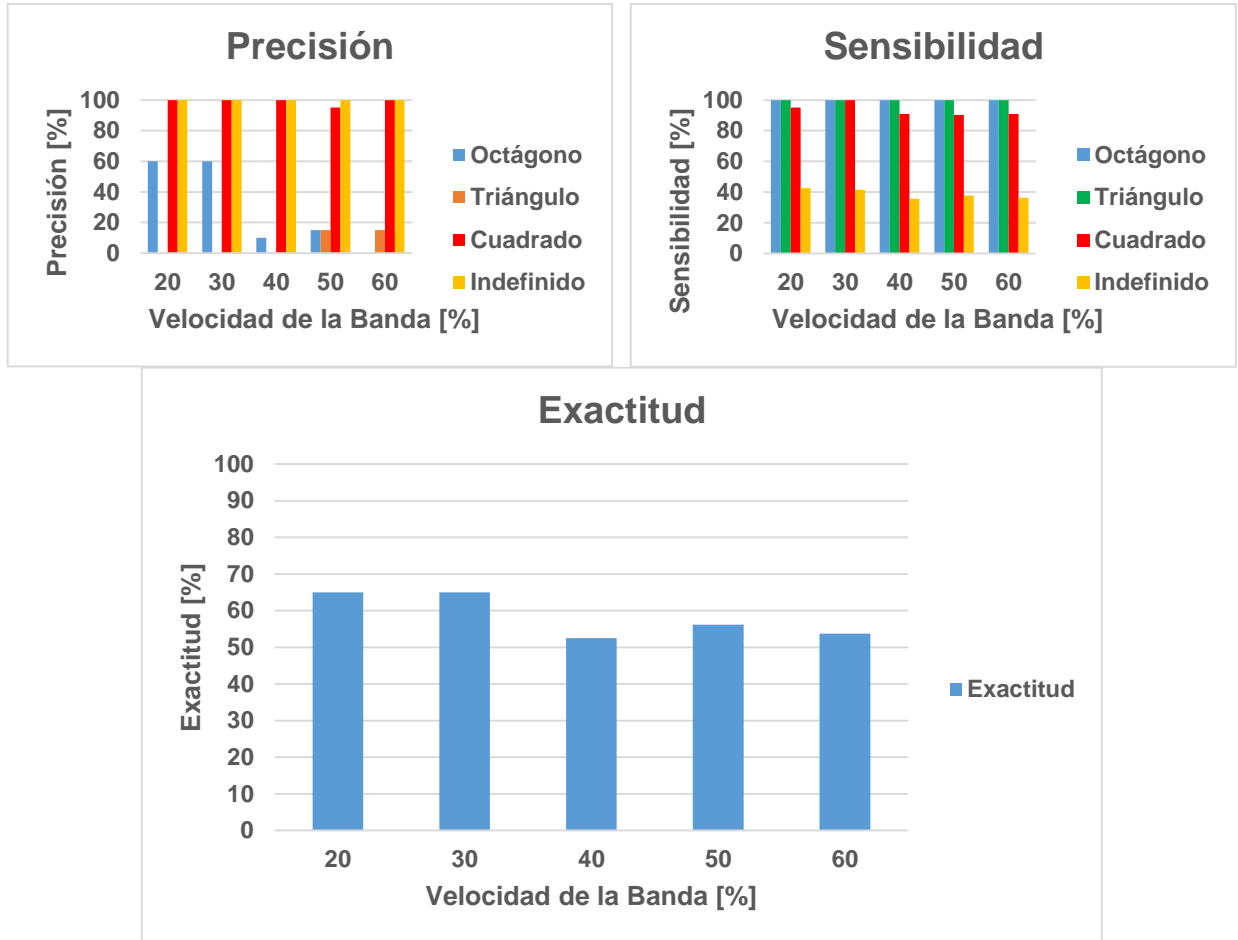 Precisión
Precisión [%]
100
80
60
40
20
0
20 30 40 50 60
Velocidad de la Banda [%]
Octágono
Triángulo
Cuadrado
Indefinido
Sensibilidad
Sensibilidad [%]
100
80
60
40
20
0
20 30 40 50 60
Velocidad de la Banda [%]
Octágono
Triángulo
Cuadrado
Indefinido
Exactitud
Exactitud [%]
100
90
80
70
60
50
40
30
20
10
0
20 30 40 50 60
Velocidad de la Banda [%]
Exactitud